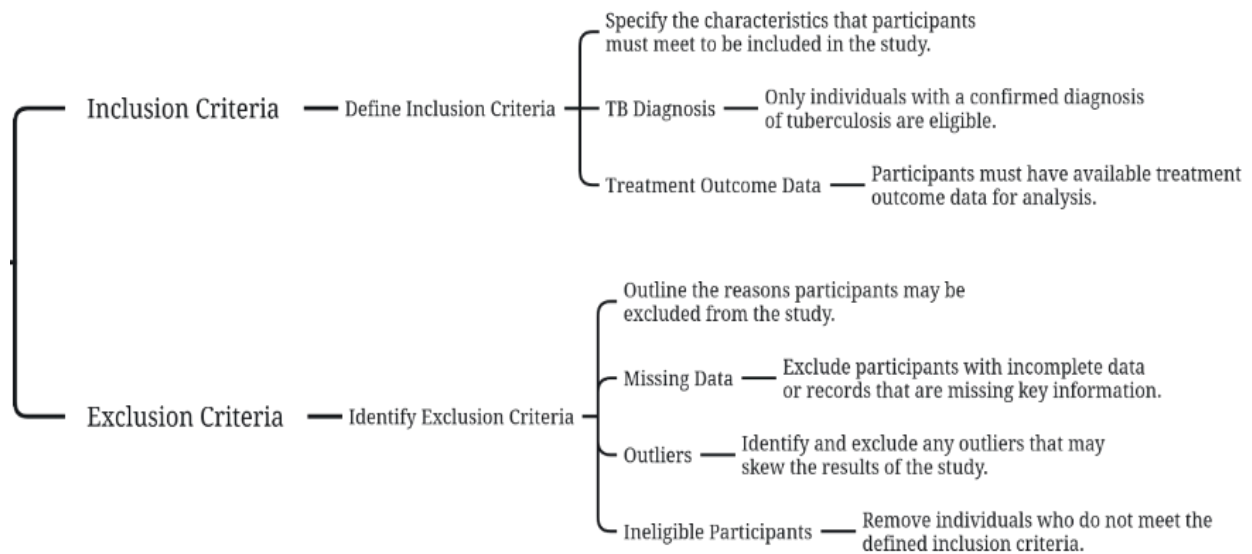 Specify the characteristics that participants
must meet to be included in the study.
Inclusion Criteria
Define Inclusion Criteria
TB Diagnosis
Only individuals with a confirmed diagnosis
of tuberculosis are eligible.
Treatment Outcome Data
Participants must have available treatment
outcome data for analysis.
Outline the reasons participants may be
excluded from the study.
Missing Data
Exclude participants with incomplete data
or records that are missing key information.
Exclusion Criteria
Identify Exclusion Criteria
Outliers
Identify and exclude any outliers that may
skew the results of the study.
Ineligible Participants
Remove individuals who do not meet the
defined inclusion criteria.